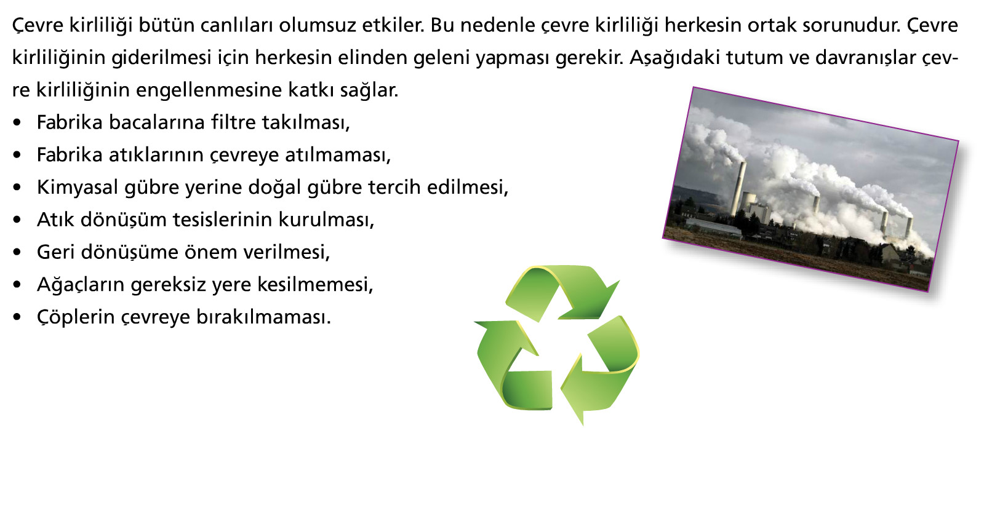 Çevre kirliliği bütün canlıları olumsuz etkiler. Bu nedenle çevre kirliliği herkesin ortak sorunudur. Çevre
kirliliğinin giderilmesi için herkesin elinden geleni yapması gerekir. Aşağıdaki tutum ve davranışlar çev-
re kirliliğinin engellenmesine katkı sağlar.
• Fabrika bacalarına filtre takılması,
• Fabrika atıklarının çevreye atılmaması,
• Kimyasal gübre yerine doğal gübre tercih edilmesi,
• Atık dönüşüm tesislerinin kurulması,
• Geri dönüşüme önem verilmesi,
• Ağaçların gereksiz yere kesilmemesi,
• Çöplerin çevreye bırakılmaması.